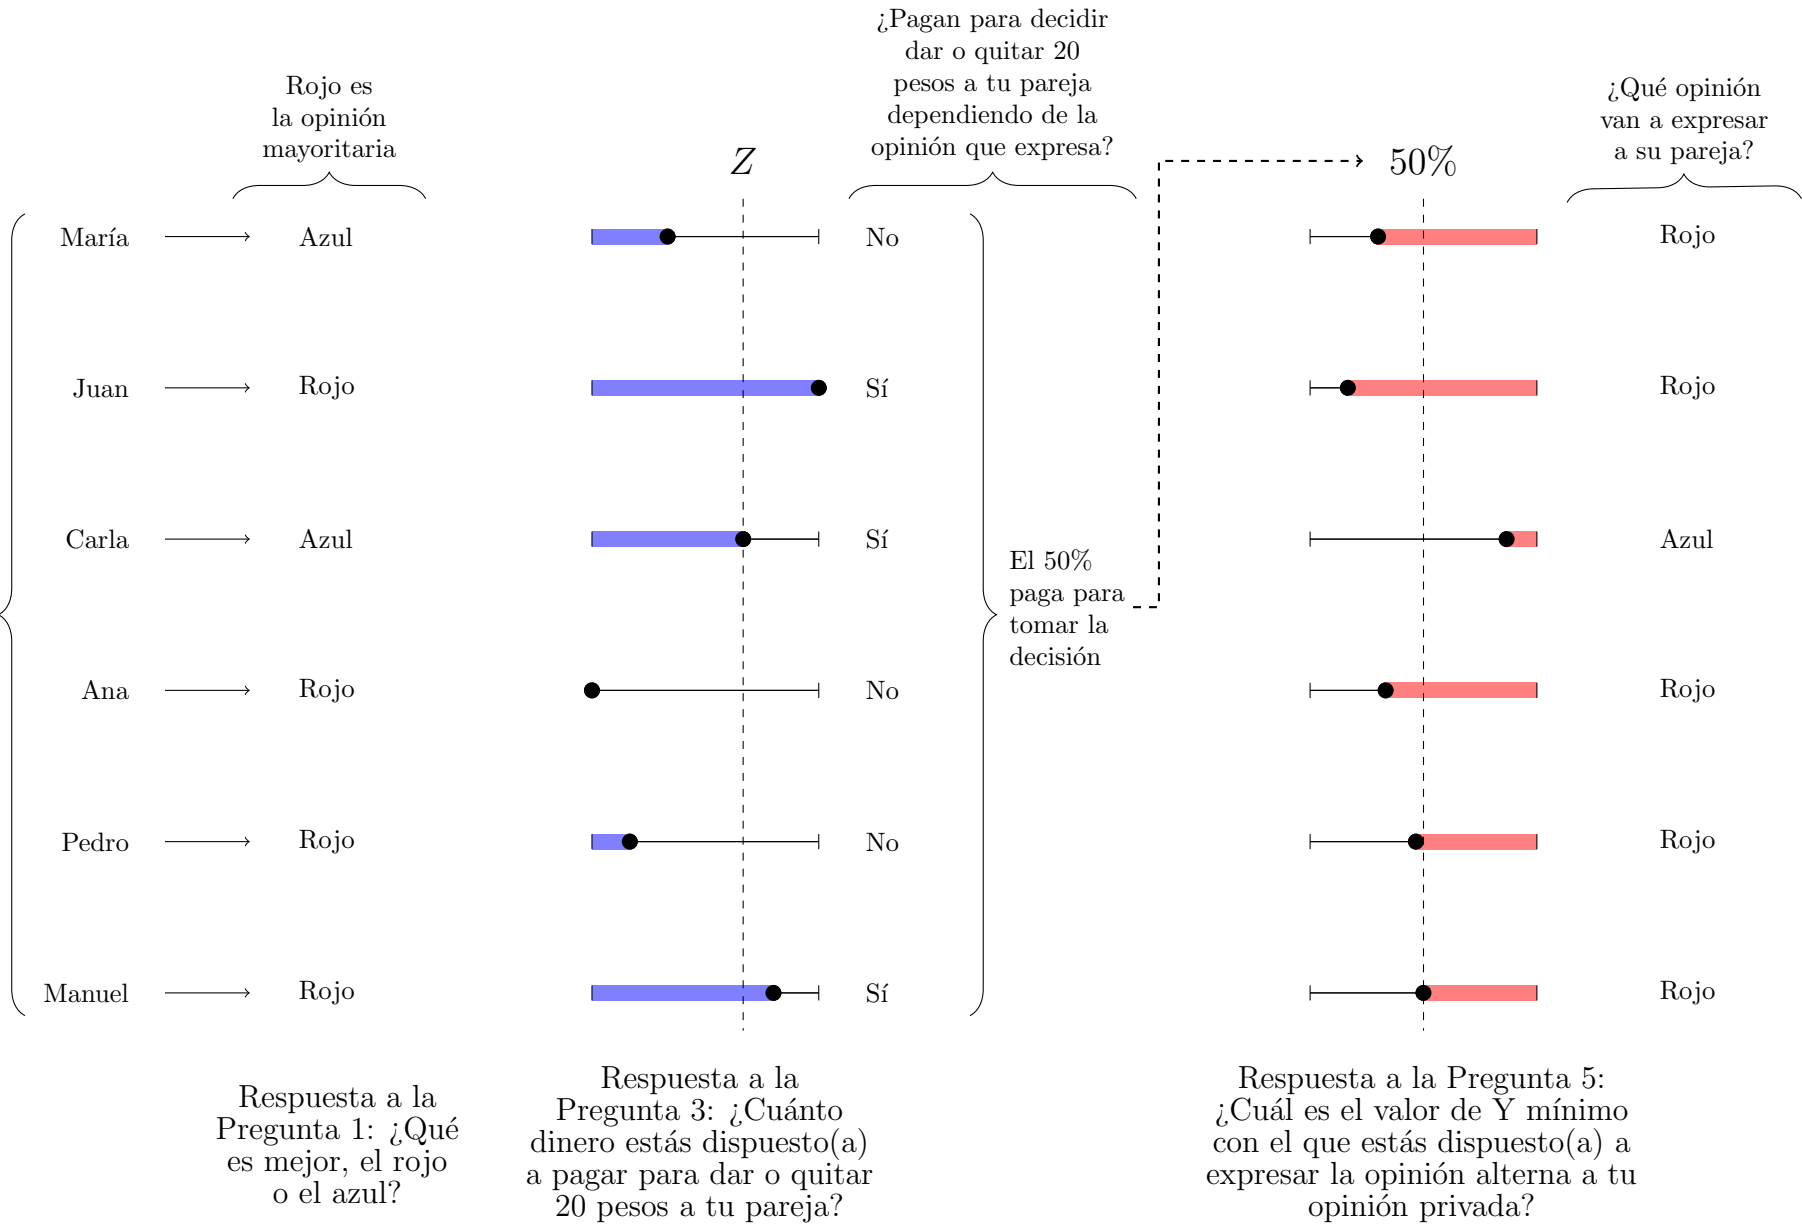 ¿Pagan para decidir
dar o quitar 20
pesos a tu pareja
dependiendo de la
opinión que expresa?
Rojo es
la opinión
mayoritaria
Z
50%
¿Qué opinión
van a expresar
a su pareja?
María
Azul
No
Rojo
Juan
Rojo
Sí
Rojo
Carla
Azul
Sí
Azul
El 50%
paga para
tomar la
decisión
Ana
Rojo
No
Rojo
Pedro
Rojo
No
Rojo
Manuel
Rojo
Sí
Rojo
Respuesta a la
Pregunta 1: ¿Qué
es mejor, el rojo
o el azul?
Respuesta a la
Pregunta 3: ¿Cuánto
dinero estás dispuesto(a)
a pagar para dar o quitar
20 pesos a tu pareja?
Respuesta a la Pregunta 5:
¿Cuál es el valor de Y mínimo
con el que estás dispuesto(a) a
expresar la opinión alterna a tu
opinión privada?